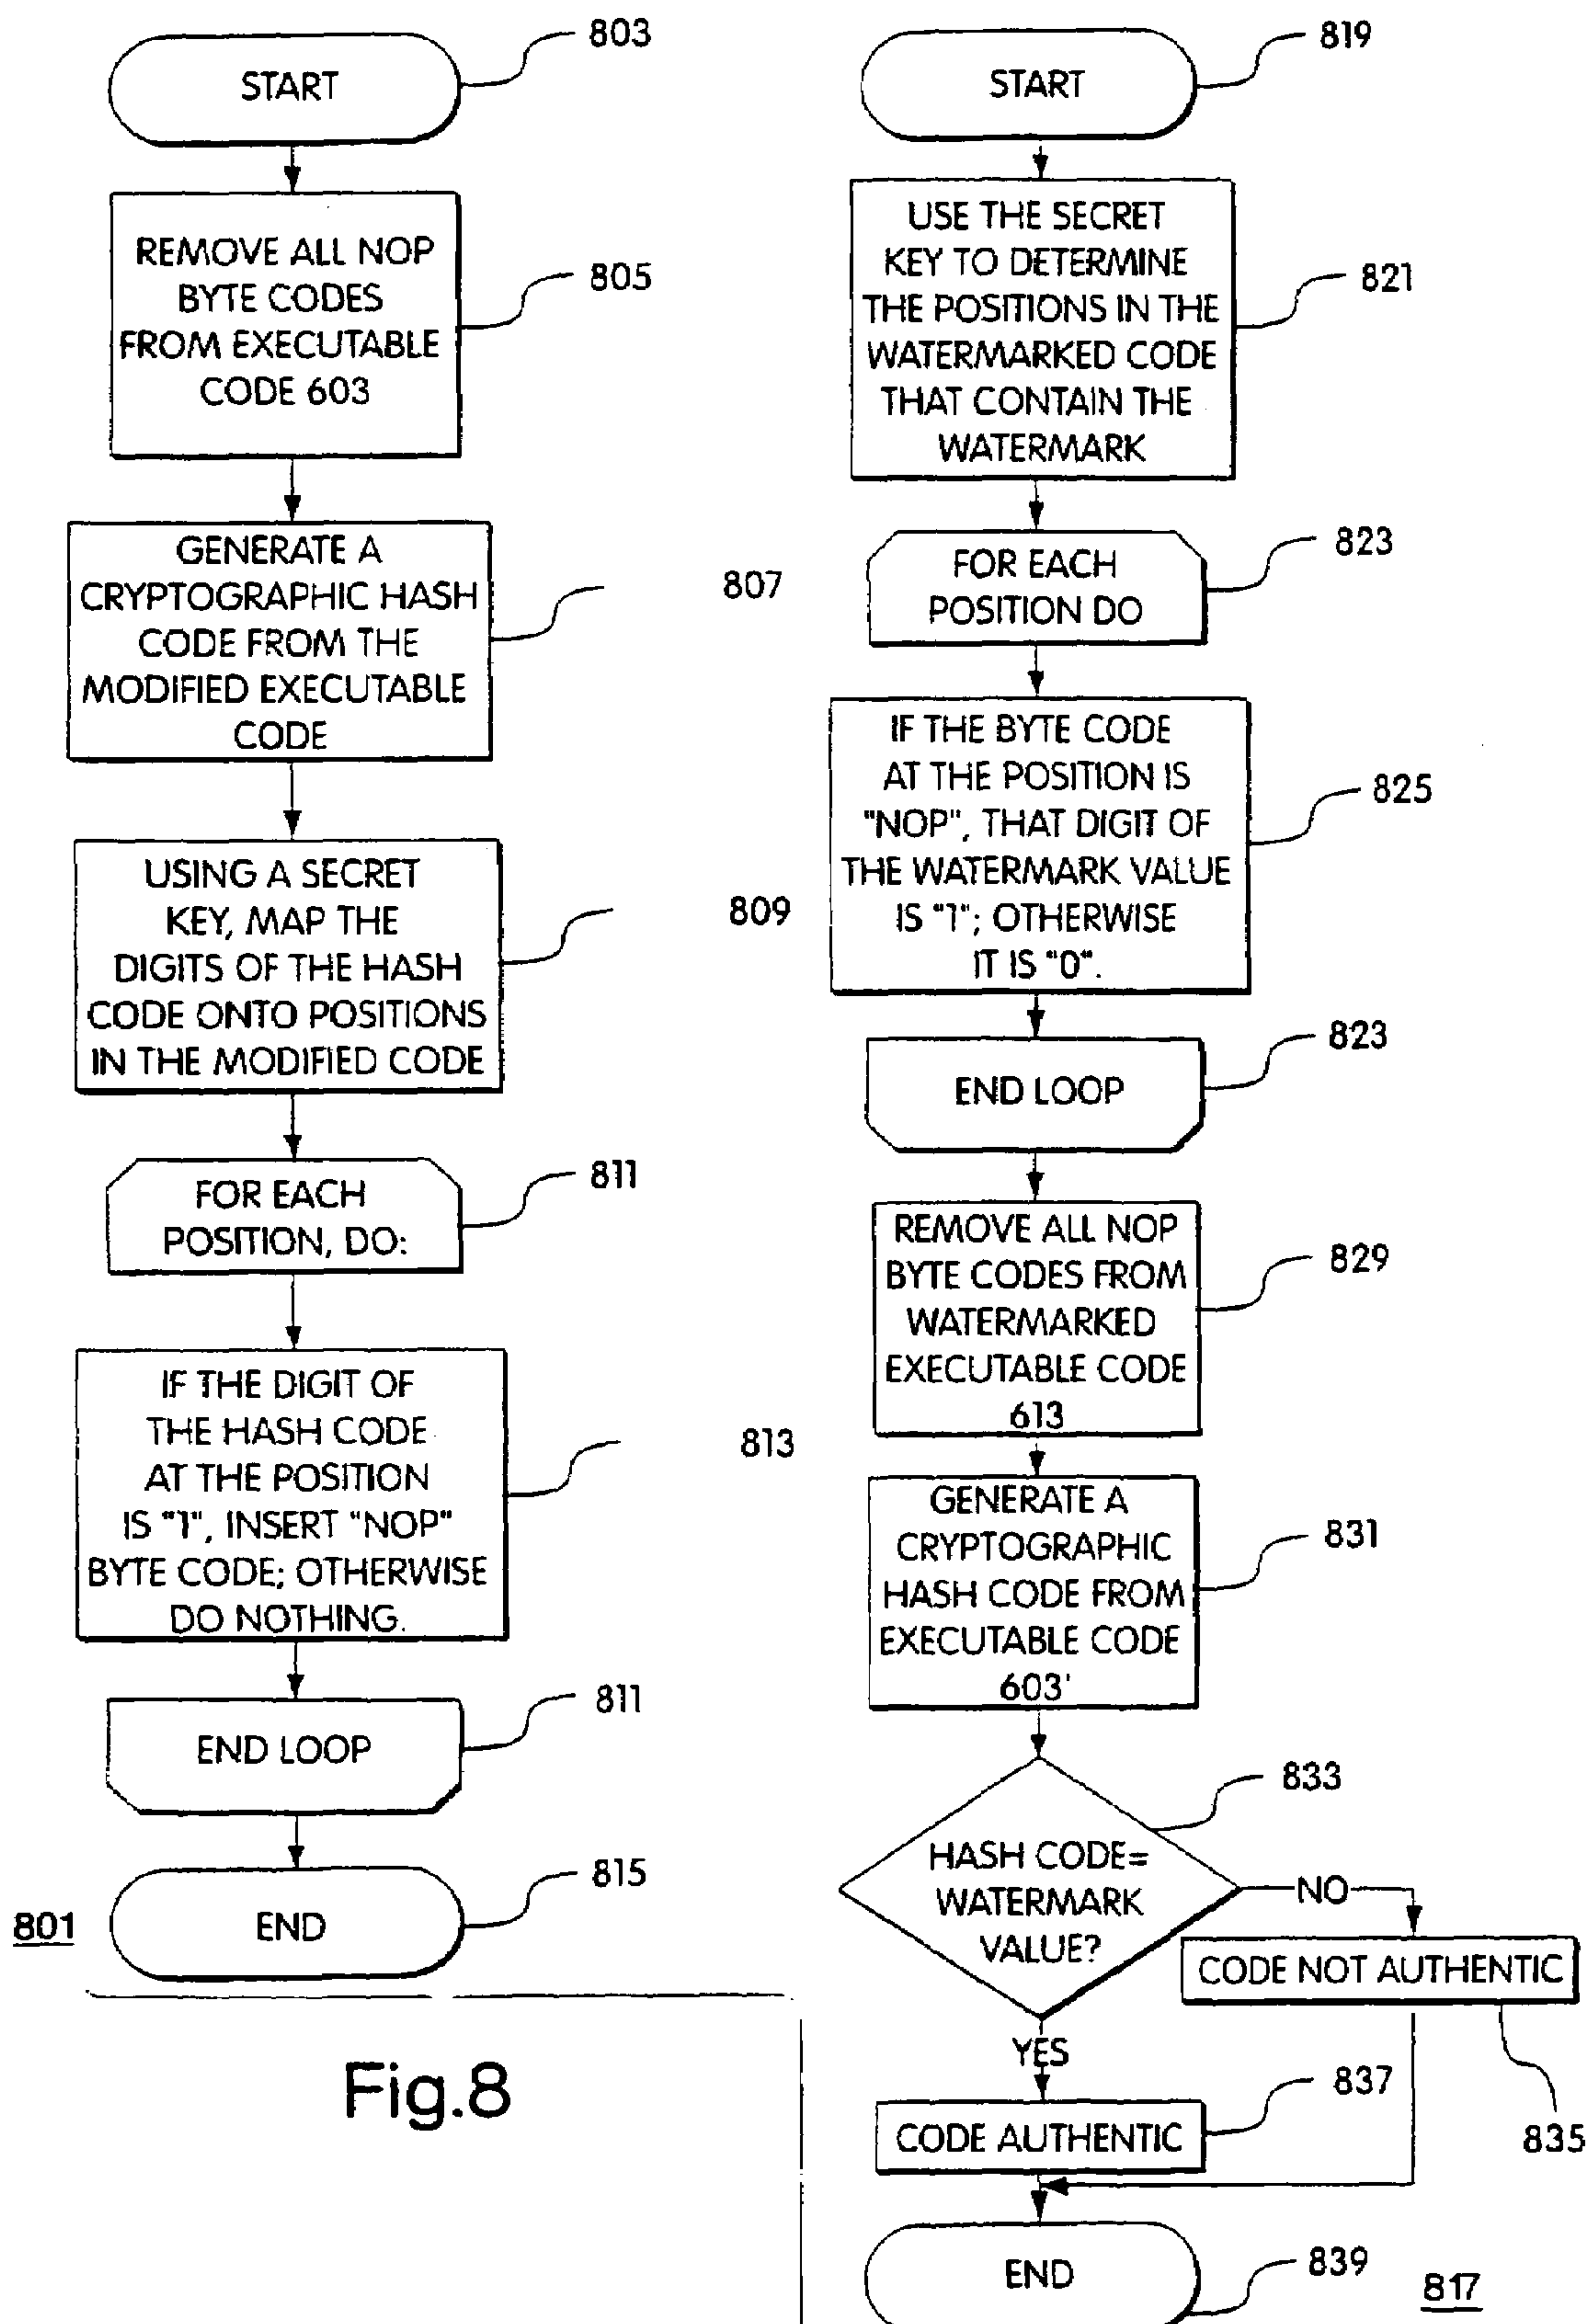 803
START
REMOVE ALL NOP
BYTE CODES
FROM EXECUTABLE
CODE 603
805
GENERATE A
CRYPTOGRAPHIC HASH
CODE FROM THE
MODIFIED EXECUTABLE
CODE
807
USING A SECRET
KEY, MAP THE
DIGITS OF THE HASH
CODE ONTO POSITIONS
IN THE MODIFIED CODE
809
FOR EACH
POSITION, DO:
811
IF THE DIGIT OF
THE HASH CODE
AT THE POSITION
IS "1", INSERT "NOP"
BYTE CODE; OTHERWISE
DO NOTHING.
813
END LOOP
811
END
815
801
Fig.8
819
START
USE THE SECRET
KEY TO DETERMINE
THE POSITIONS IN THE
WATERMARKED CODE
THAT CONTAIN THE
WATERMARK
821
FOR EACH
POSITION DO
823
IF THE BYTE CODE
AT THE POSITION IS
"NOP", THAT DIGIT OF
THE WATERMARK VALUE
IS "1"; OTHERWISE
IT IS "0".
825
END LOOP
823
REMOVE ALL NOP
BYTE CODES FROM
WATERMARKED
EXECUTABLE CODE
613
829
GENERATE A
CRYPTOGRAPHIC
HASH CODE FROM
EXECUTABLE CODE
603'
831
HASH CODE=
WATERMARK
VALUE?
833
NO
CODE NOT AUTHENTIC
835
YES
CODE AUTHENTIC
837
END
839
817